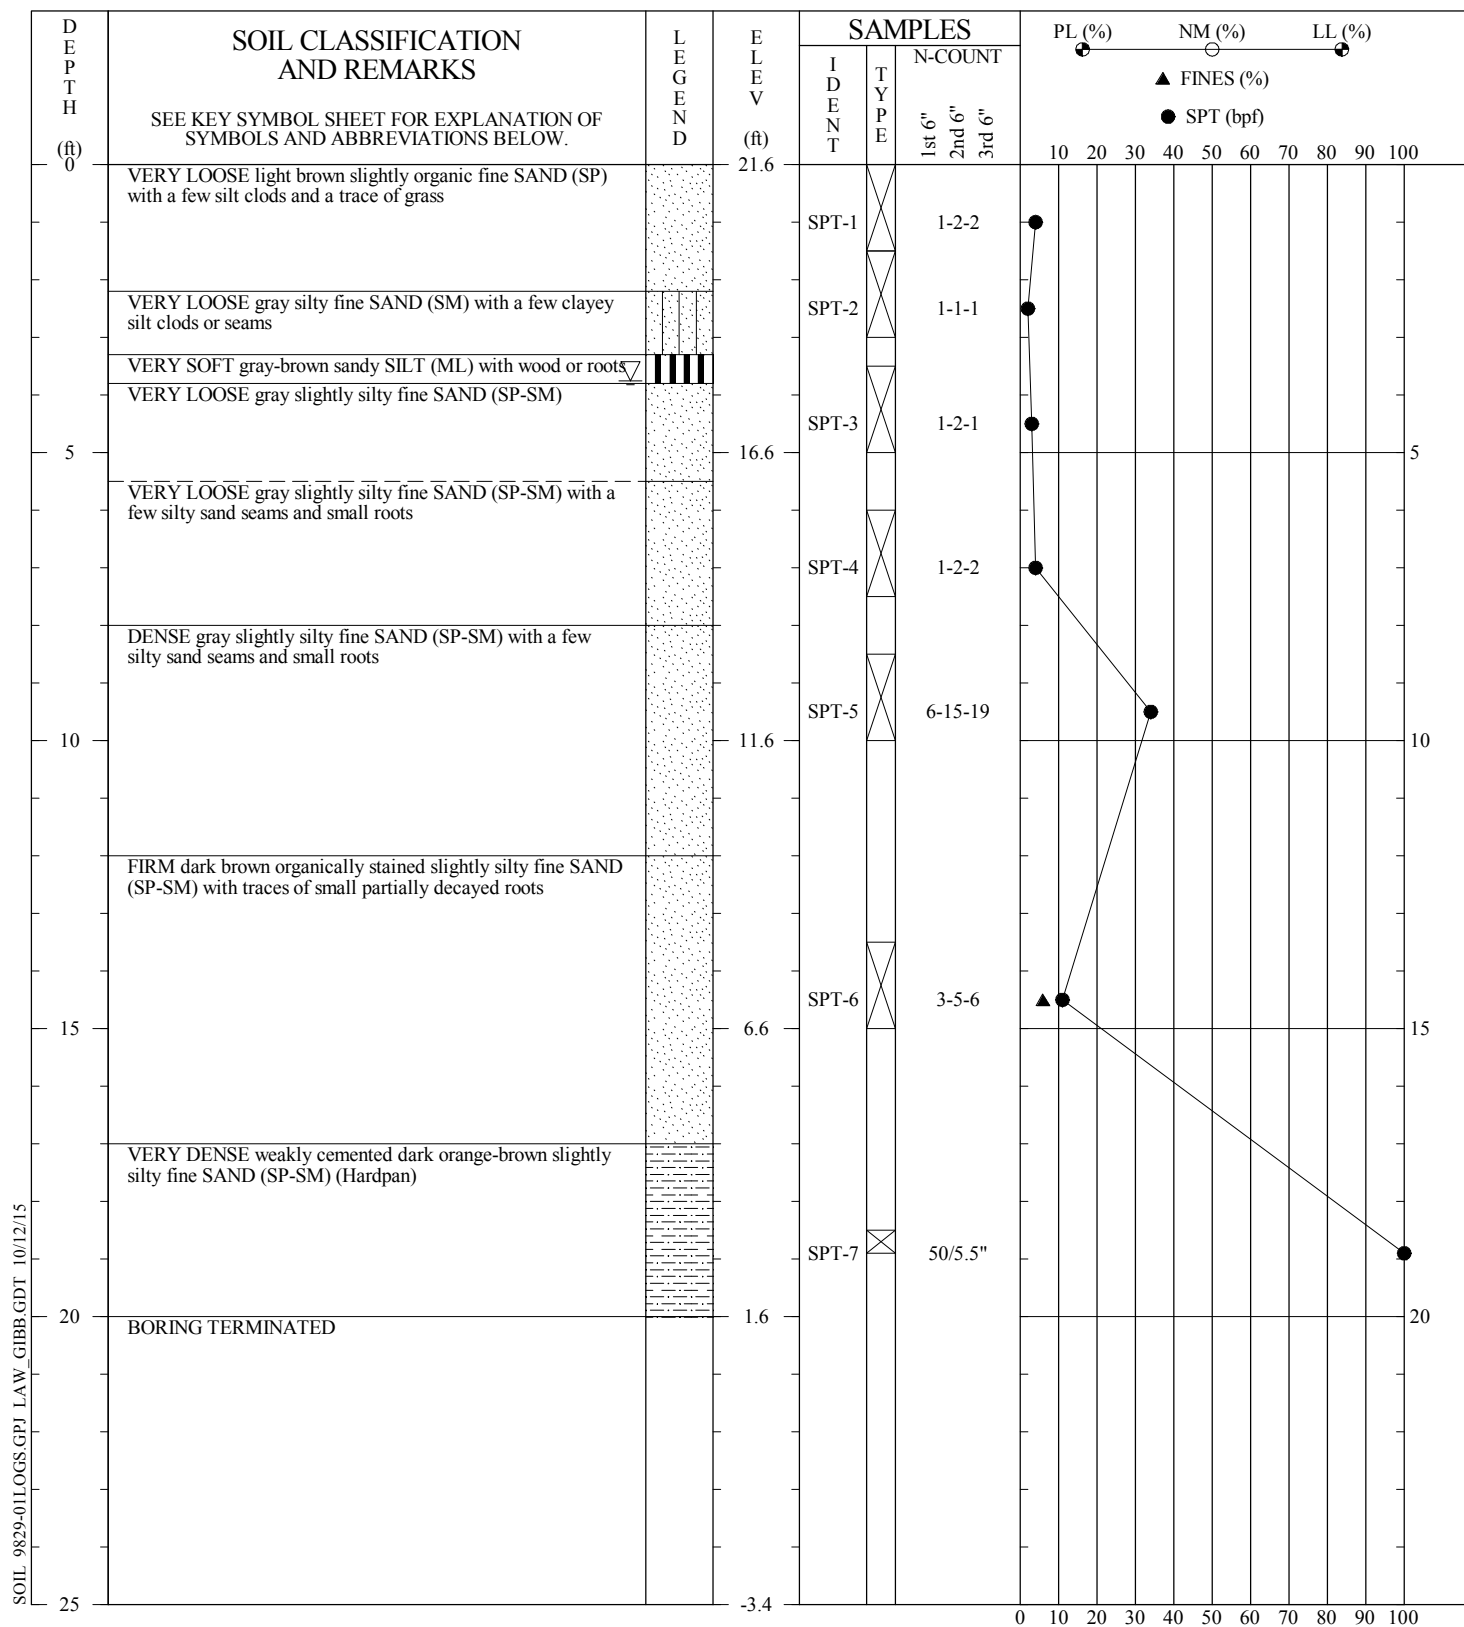 DEPTH
(ft)
SOIL CLASSIFICATION
AND REMARKS
SEE KEY SYMBOL SHEET FOR EXPLANATION OF
SYMBOLS AND ABBREVIATIONS BELOW.
LEGEND
ELEV
(ft)
SAMPLES
IDENT
TYPE
N-COUNT
1st 6"
2nd 6"
3rd 6"
PL (%) NM (%) LL (%)
FINES (%)
SPT (bpf)
10 20 30 40 50 60 70 80 90 100
0
21.6
VERY LOOSE light brown slightly organic fine SAND (SP)
with a few silt clods and a trace of grass
SPT-1 1-2-2
VERY LOOSE gray silty fine SAND (SM) with a few clayey
silt clods or seams
SPT-2 1-1-1
VERY SOFT gray-brown sandy SILT (ML) with wood or roots
VERY LOOSE gray slightly silty fine SAND (SP-SM)
SPT-3 1-2-1
5 16.6 5
VERY LOOSE gray slightly silty fine SAND (SP-SM) with a
few silty sand seams and small roots
SPT-4 1-2-2
DENSE gray slightly silty fine SAND (SP-SM) with a few
silty sand seams and small roots
SPT-5 6-15-19
10 11.6 10
FIRM dark brown organically stained slightly silty fine SAND
(SP-SM) with traces of small partially decayed roots
SPT-6 3-5-6
15 6.6 15
VERY DENSE weakly cemented dark orange-brown slightly
silty fine SAND (SP-SM) (Hardpan)
SPT-7 50/5.5"
20 1.6 20
BORING TERMINATED
25 -3.4
0 10 20 30 40 50 60 70 80 90 100
SOIL 9829-01LOGS.GPJ LAW_GIBB.GDT 10/12/15